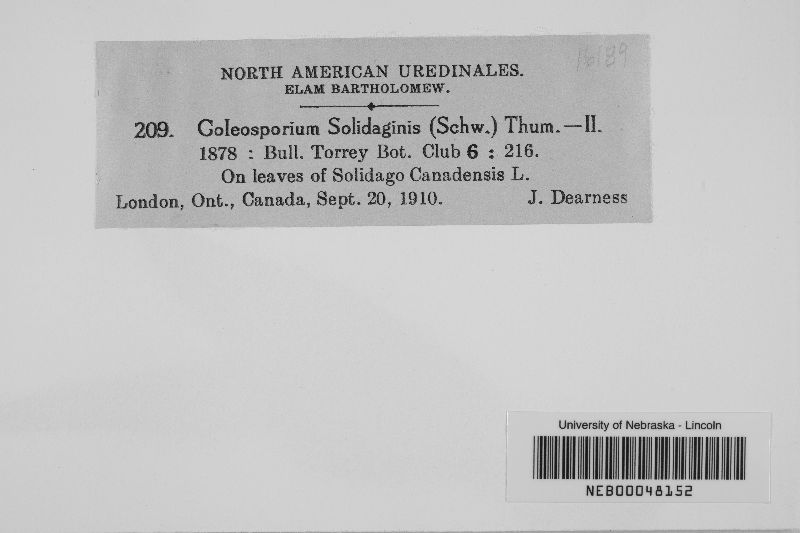 16189
NORTH AMERICAN UREDINALES.
ELAM BARTHOLOMEW.
209. Coleosporium Solidaginis (Schw.) Thum.—II.
1878 : Bull. Torrey Bot. Club 6 : 216.
On leaves of Solidago Canadensis L.
London, Ont., Canada, Sept. 20, 1910. J. Dearness
University of Nebraska - Lincoln
NEB00048152